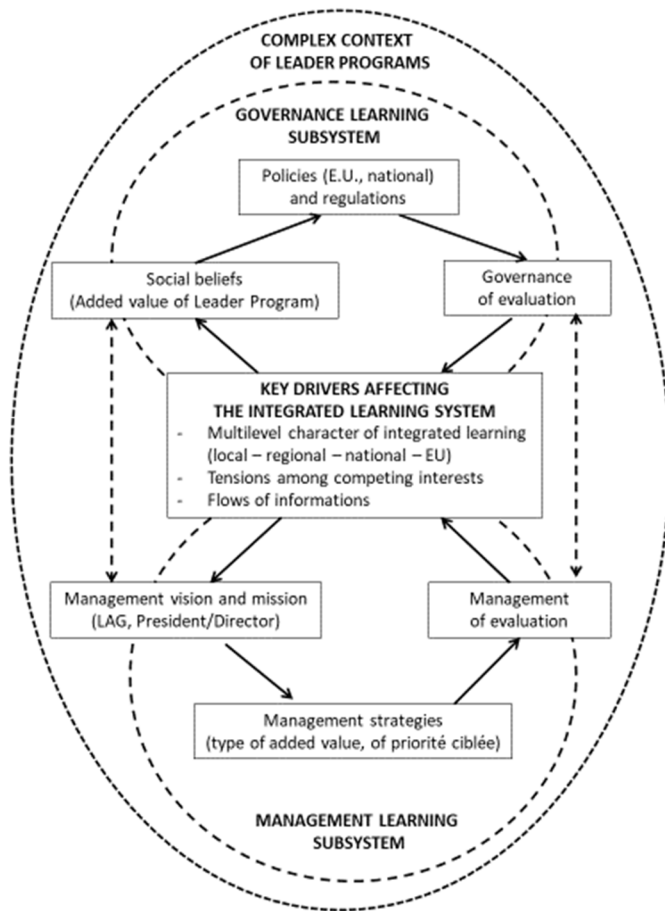 COMPLEX CONTEXT
OF LEADER PROGRAMS
GOVERNANCE LEARNING
SUBSYSTEM
Policies (E.U., national)
and regulations
Social beliefs
(Added value of Leader Program)
Governance
of evaluation
KEY DRIVERS AFFECTING
THE INTEGRATED LEARNING SYSTEM
- Multilevel character of integrated learning
(local – regional – national – EU)
- Tensions among competing interests
- Flows of informations
Management vision and mission
(LAG, President/Director)
Management
of evaluation
Management strategies
(type of added value, of priorité ciblée)
MANAGEMENT LEARNING
SUBSYSTEM